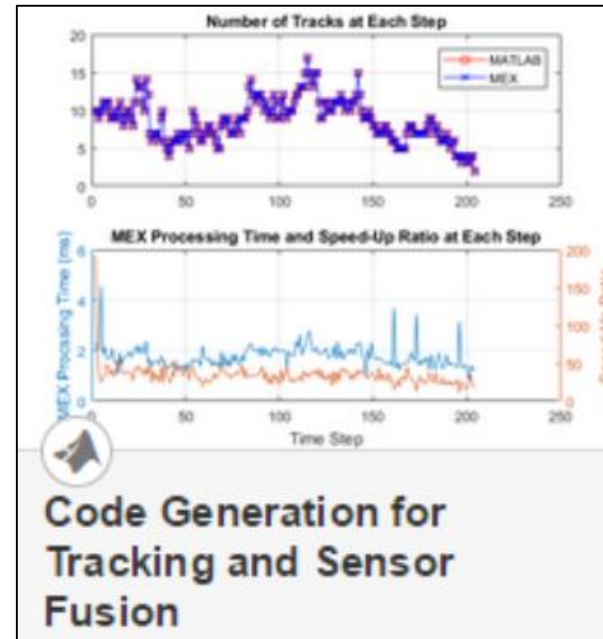 Number of Tracks at Each Step
20
15
10
5
0
MATLAB
MEX
0 50 100 150 200 250
MEX Processing Time and Speed-Up Ratio at Each Step
MEX Processing Time (ms)
6
4
2
0
200
150
100
50
0
Speed-Up Ratio
0 50 100 150 200 250
Time Step
Code Generation for
Tracking and Sensor
Fusion